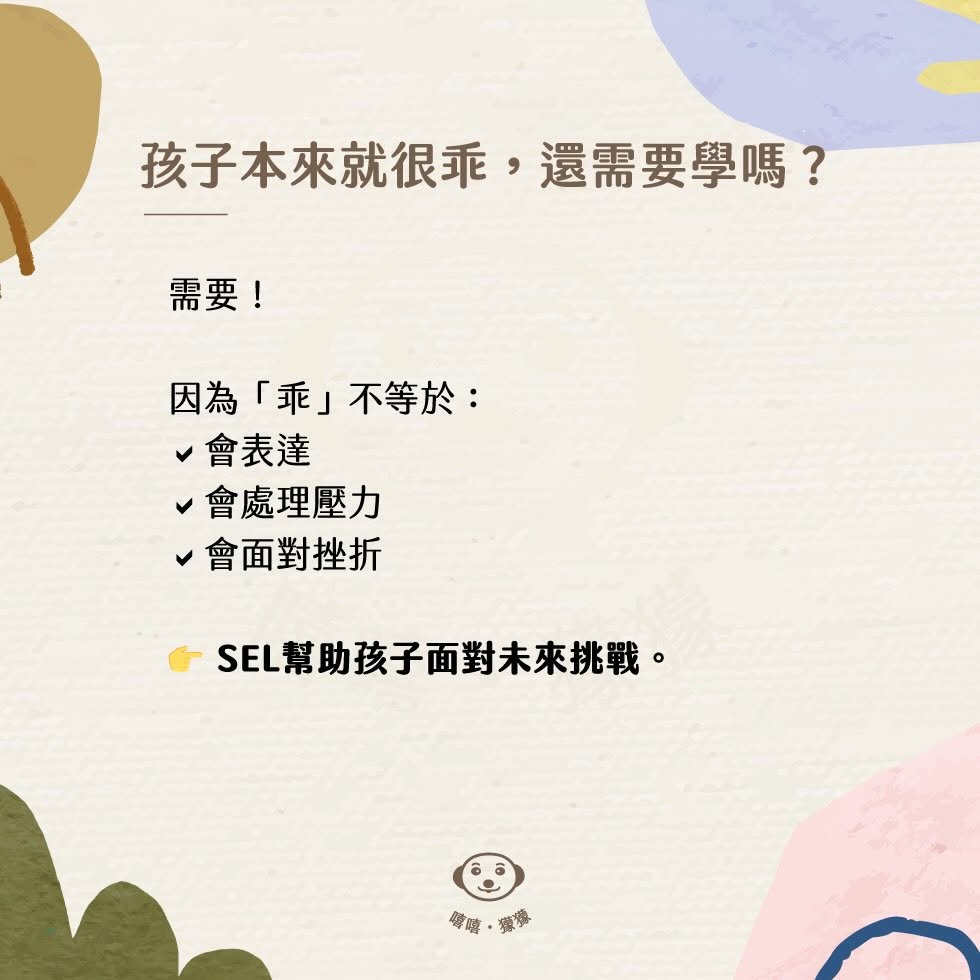 孩子本來就很乖，還需要學嗎？
需要！
因為「乖」不等於：
會表達
會處理壓力
會面對挫折
👉 SEL幫助孩子面對未來挑戰。
嘻嘻・獴獴